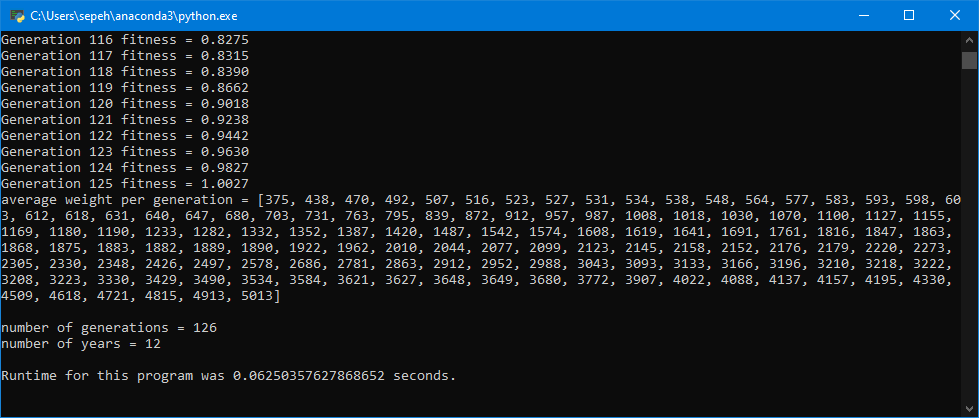 C:\Users\sepeh\anaconda3\python.exe
Generation 116 fitness = 0.8275
Generation 117 fitness = 0.8315
Generation 118 fitness = 0.8390
Generation 119 fitness = 0.8662
Generation 120 fitness = 0.9018
Generation 121 fitness = 0.9238
Generation 122 fitness = 0.9442
Generation 123 fitness = 0.9630
Generation 124 fitness = 0.9827
Generation 125 fitness = 1.0027
average weight per generation = [375, 438, 470, 492, 507, 516, 523, 527, 531, 534, 538, 548, 564, 577, 583, 593, 598, 60
3, 612, 618, 631, 640, 647, 680, 703, 731, 763, 795, 839, 872, 912, 957, 987, 1008, 1018, 1030, 1070, 1100, 1127, 1155,
1169, 1180, 1190, 1233, 1282, 1332, 1352, 1387, 1420, 1487, 1542, 1574, 1608, 1619, 1641, 1691, 1761, 1816, 1847, 1863,
1868, 1875, 1883, 1882, 1889, 1890, 1922, 1962, 2010, 2044, 2077, 2099, 2123, 2145, 2158, 2152, 2176, 2179, 2220, 2273,
2305, 2330, 2348, 2426, 2497, 2578, 2686, 2781, 2863, 2912, 2952, 2988, 3043, 3093, 3133, 3166, 3196, 3210, 3218, 3222,
3208, 3223, 3330, 3429, 3490, 3534, 3584, 3621, 3627, 3648, 3649, 3680, 3772, 3907, 4022, 4088, 4137, 4157, 4195, 4330,
4509, 4618, 4721, 4815, 4913, 5013]
number of generations = 126
number of years = 12
Runtime for this program was 0.06250357627868652 seconds.